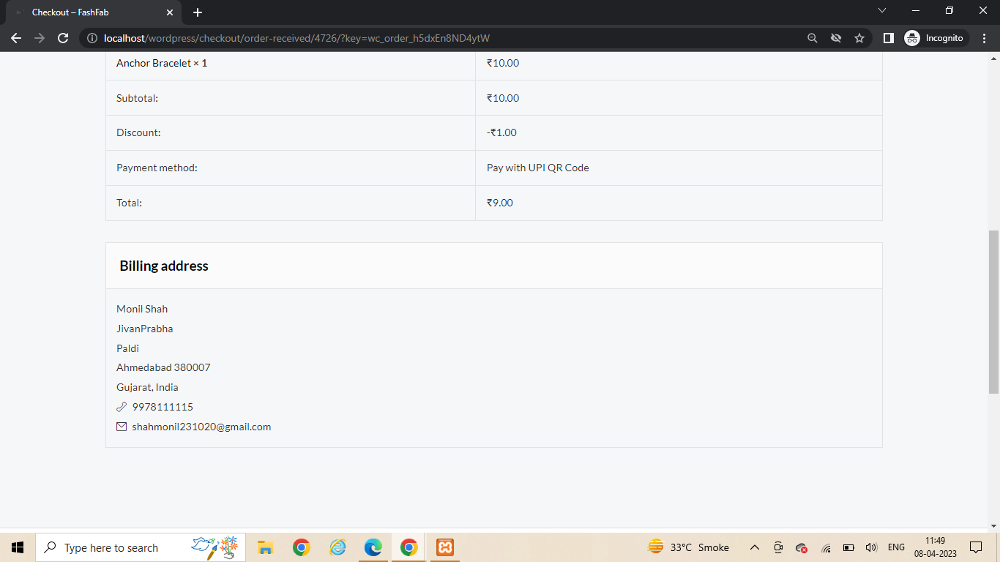 Checkout – FashFab
localhost/wordpress/checkout/order-received/4726/?key=wc_order_h5dxEn8ND4ytW
Incognito
Anchor Bracelet × 1 ₹10.00
Subtotal: ₹10.00
Discount: -₹1.00
Payment method: Pay with UPI QR Code
Total: ₹9.00
Billing address
Monil Shah
JivanPrabha
Paldi
Ahmedabad 380007
Gujarat, India
9978111115
shahmonil231020@gmail.com
Type here to search
33°C Smoke
ENG
11:49
08-04-2023